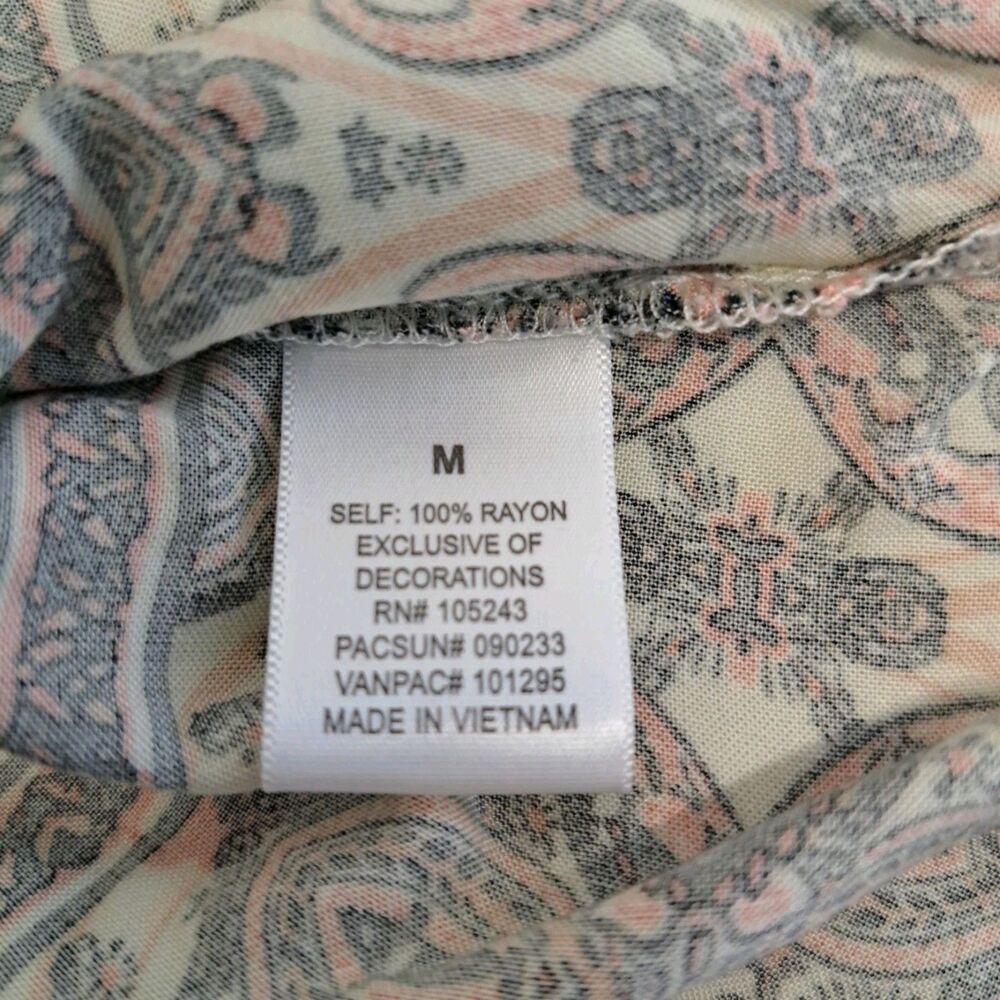 M
SELF: 100% RAYON
EXCLUSIVE OF
DECORATIONS
RN# 105243
PACSUN# 090233
VANPAC# 101295
MADE IN VIETNAM